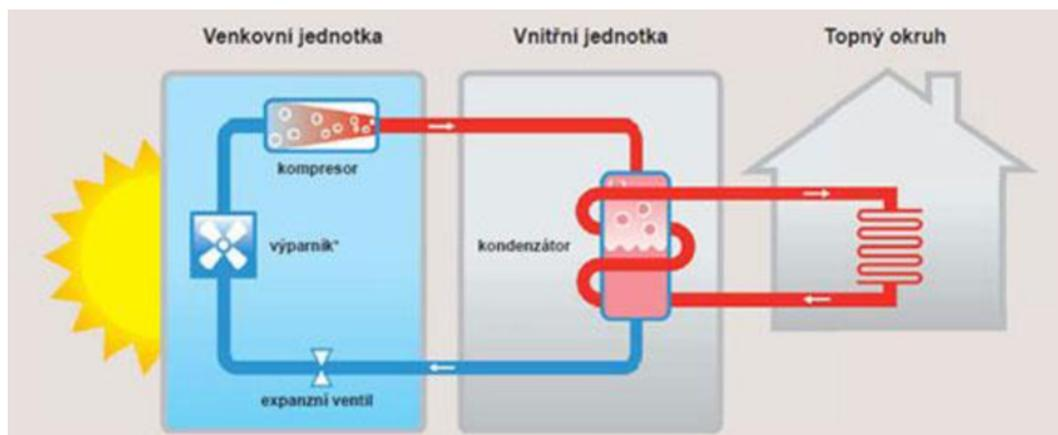 Venkovní jednotka
Vnitřní jednotka
Topný okruh
kompresor
výparník*
kondenzátor
expanzní ventil